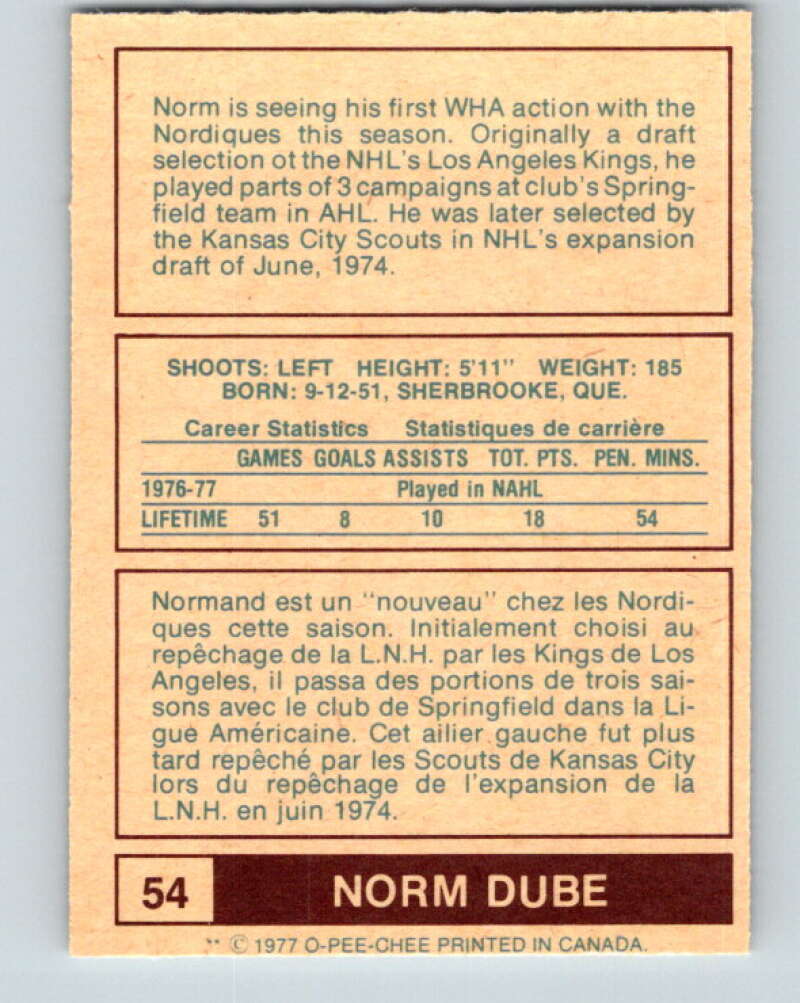 Norm is seeing his first WHA action with the
Nordiques this season. Originally a draft
selection ot the NHL's Los Angeles Kings, he
played parts of 3 campaigns at club's Spring-
field team in AHL. He was later selected by
the Kansas City Scouts in NHL's expansion
draft of June, 1974.
SHOOTS: LEFT HEIGHT: 5'11" WEIGHT: 185
BORN: 9-12-51, SHERBROOKE, QUE.
Career Statistics Statistiques de carrière
GAMES GOALS ASSISTS TOT. PTS. PEN. MINS.
1976-77 Played in NAHL
LIFETIME 51 8 10 18 54
Normand est un "nouveau" chez les Nordi-
ques cette saison. Initialement choisi au
repêchage de la L.N.H. par les Kings de Los
Angeles, il passa des portions de trois sai-
sons avec le club de Springfield dans la Li-
gue Américaine. Cet ailier gauche fut plus
tard repêché par les Scouts de Kansas City
lors du repêchage de l'expansion de la
L.N.H. en juin 1974.
54 NORM DUBE
** © 1977 O-PEE-CHEE PRINTED IN CANADA.